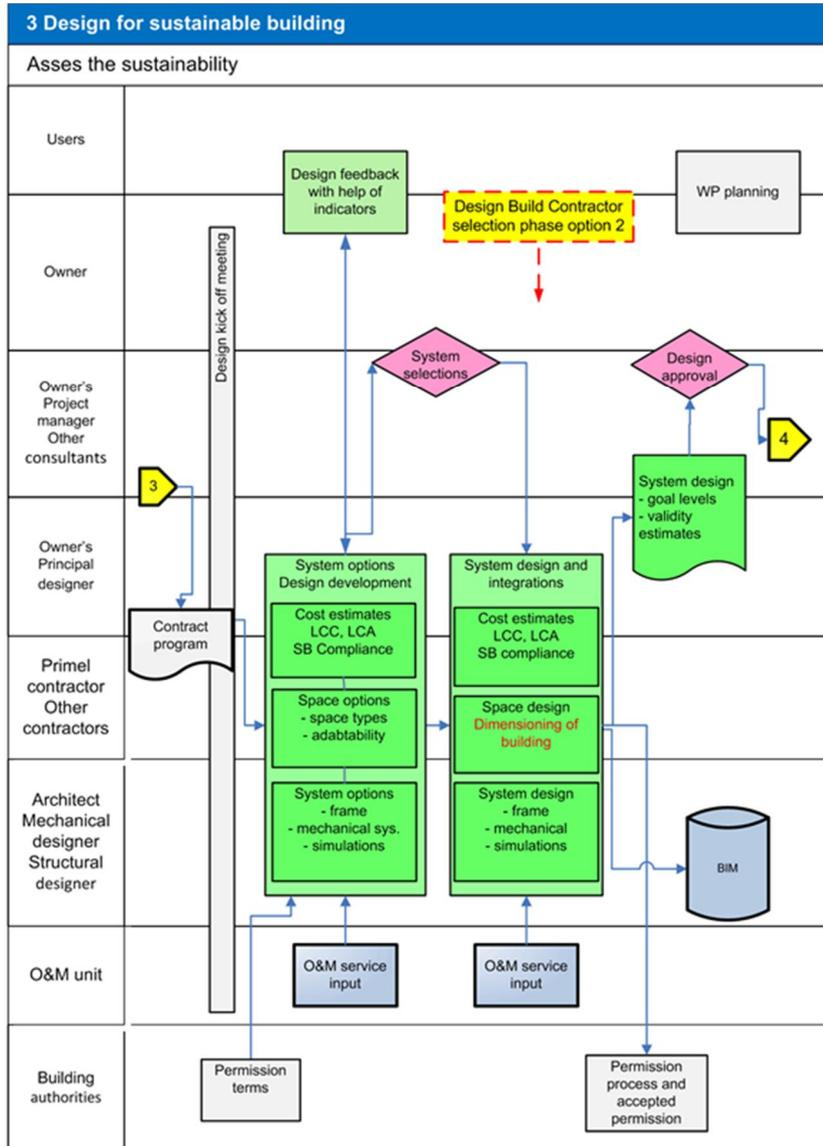 3 Design for sustainable building
Asses the sustainability
Users
Design feedback
with help of
indicators
WP planning
Design Build Contractor
selection phase option 2
Owner
Design kick off meeting
System
selections
Design
approval
Owner's
Project
manager
Other
consultants
4
3
System design
- goal levels
- validity
estimates
Owner's
Principal
designer
System options
Design development
System design and
integrations
Contract
program
Cost estimates
LCC, LCA
SB Compliance
Cost estimates
LCC, LCA
SB compliance
Primel
contractor
Other
contractors
Space options
- space types
- adabtability
Space design
Dimensioning of
building
Architect
Mechanical
designer
Structural
designer
System options
- frame
- mechanical sys.
- simulations
System design
- frame
- mechanical
- simulations
BIM
O&M unit
O&M service
input
O&M service
input
Building
authorities
Permission
terms
Permission
process and
accepted
permission